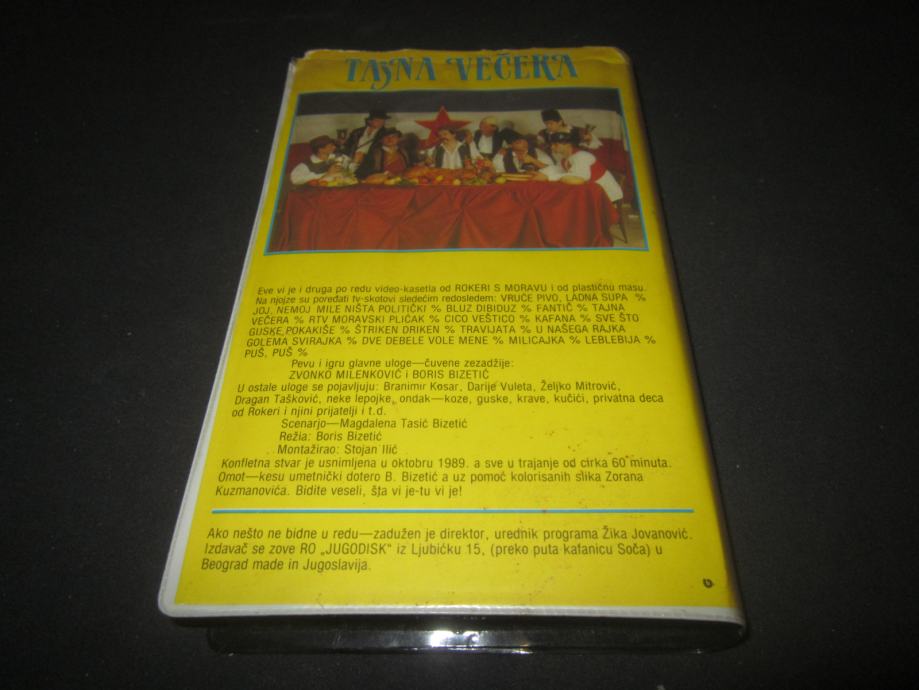 TAJNA VEČERA
Eve vi je i druga po redu video-kasetla od ROKERI S MORAVU i od plastičnu masu.
Na njojze su poređati tv-skotovi sledećim redosledem: VRUĆE PIVO, LADNA SUPA %
JOJ, NEMOJ MILE NIŠTA POLITIČKI % BLUZ DIBIDUZ % FANTIČ % TAJNA
VEČERA % RTV MORAVSKI PLIĆAK % CICO VEŠTICO % KAFANA % SVE ŠTO
GUSKE POKAKIŠE % ŠTRIKEN DRIKEN % TRAVIJATA % U NAŠEGA RAJKA
GOLEMA SVIRAJKA % DVE DEBELE VOLE MENE % MILICAJKA % LEBLEBIJA %
PUŠ, PUŠ %
Pevu i igru glavne uloge—čuvene zezadžije:
ZVONKO MILENKOVIĆ i BORIS BIZETIĆ
U ostale uloge se pojavljuju: Branimir Kosar, Darije Vuleta, Željko Mitrović,
Dragan Tašković, neke lepojke, ondak—koze, guske, krave, kučići, privatna deca
od Rokeri i njini prijatelji i t.d.
Scenarjo—Magdalena Tasić Bizetić
Režia: Boris Bizetić
Montažirao: Stojan Ilić
Konfletna stvar je usnimljena u oktobru 1989. a sve u trajanje od cirka 60 minuta.
Omot—kesu umetnički dotero B. Bizetić a uz pomoć kolorisanih slika Zorana
Kuzmanovića. Bidite veseli, šta vi je-tu vi je!
Ako nešto ne bidne u redu—zadužen je direktor, urednik programa Žika Jovanović.
Izdavač se zove RO „JUGODISK" iz Ljubićku 15, (preko puta kafanicu Soča) u
Beograd made in Jugoslavija.